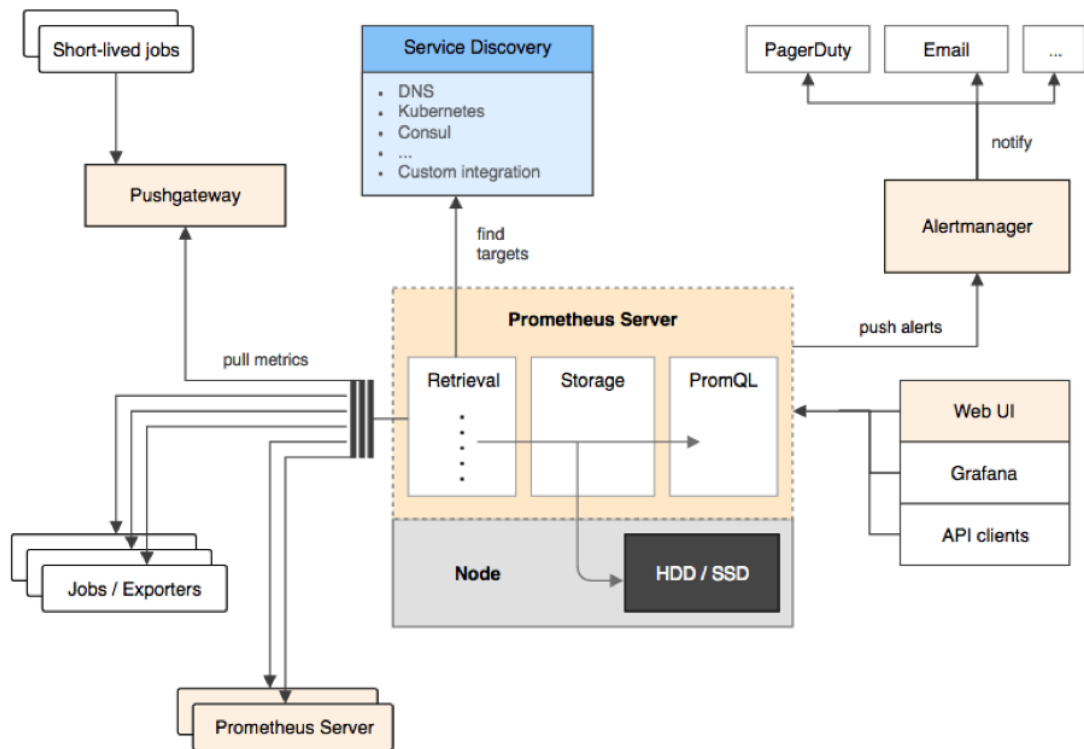 Short-lived jobs
Service Discovery
• DNS
• Kubernetes
• Consul
• ...
• Custom integration
PagerDuty
Email
...
notify
Pushgateway
Alertmanager
find
targets
Prometheus Server
push alerts
pull metrics
Retrieval
Storage
PromQL
Web UI
Grafana
API clients
Node
HDD / SSD
Jobs / Exporters
Prometheus Server